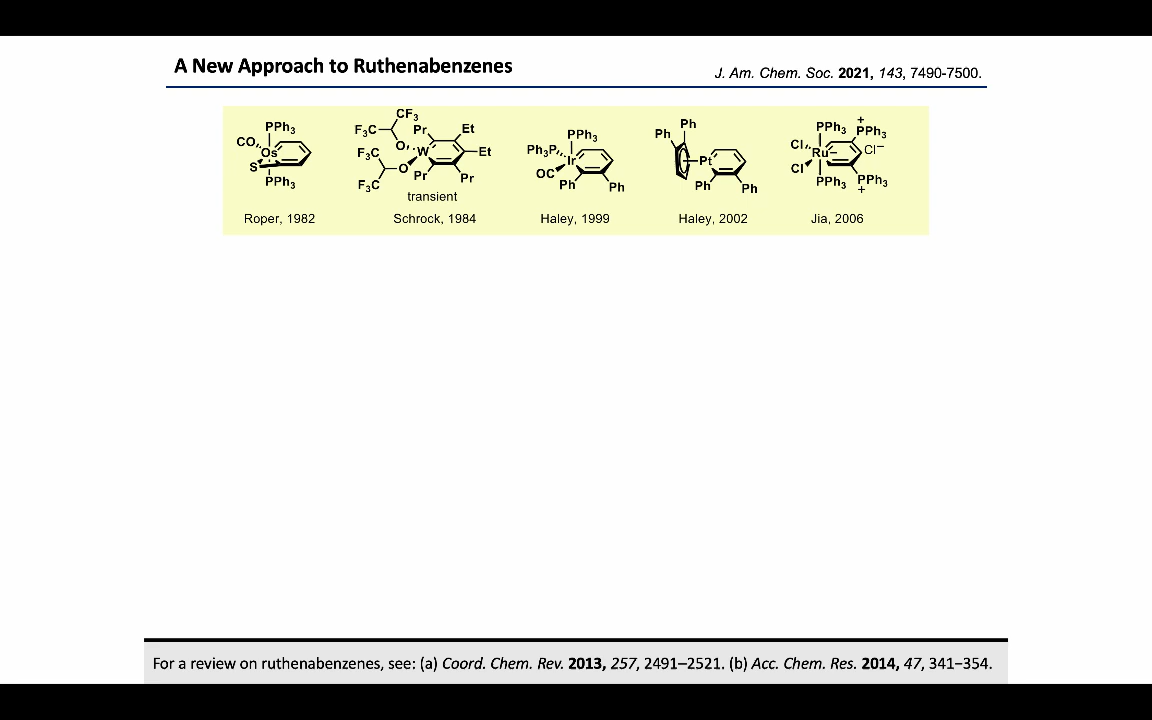 A New Approach to Ruthenabenzenes
J. Am. Chem. Soc. 2021, 143, 7490-7500.
PPh3
CO
Os
S
PPh3
Roper, 1982
CF3
F3C
Pr
Et
O
F3C
W
Et
O
F3C
Pr
Pr
transient
Schrock, 1984
PPh3
Ph3P
Ir
OC
Ph
Ph
Haley, 1999
Ph
Ph
Pt
Ph
Ph
Haley, 2002
+
PPh3
PPh3
Cl
Ru−
Cl−
Cl
PPh3
PPh3
+
Jia, 2006
For a review on ruthenabenzenes, see: (a) Coord. Chem. Rev. 2013, 257, 2491–2521. (b) Acc. Chem. Res. 2014, 47, 341−354.